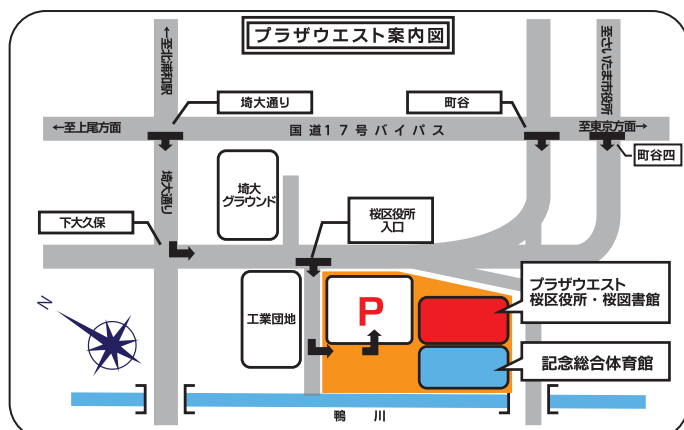 プラザウエスト案内図
←至北浦和駅
至さいたま市役所
埼大通り
町谷
←至上尾方面
国道17号バイパス
至東京方面→
町谷四
埼大通り
埼大
グラウンド
下大久保
桜区役所
入口
プラザウエスト
桜区役所・桜図書館
工業団地
P
N
記念総合体育館
鴨川